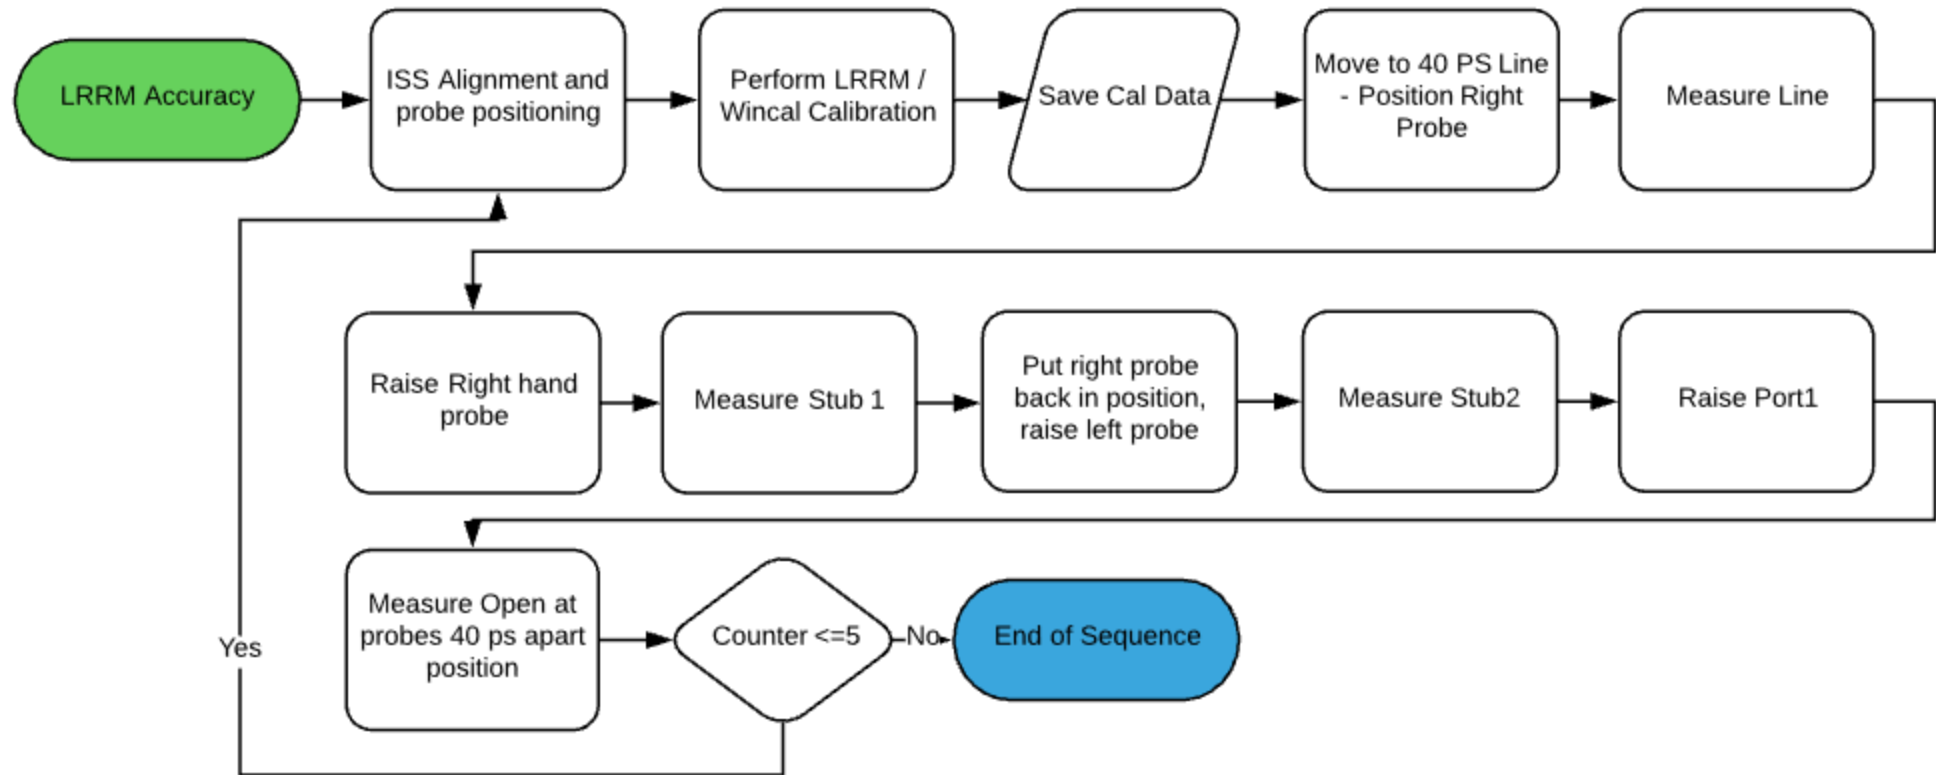 LRRM Accuracy
ISS Alignment and
probe positioning
Perform LRRM /
Wincal Calibration
Save Cal Data
Move to 40 PS Line
- Position Right
Probe
Measure Line
Raise Right hand
probe
Measure Stub 1
Put right probe
back in position,
raise left probe
Measure Stub2
Raise Port1
Measure Open at
probes 40 ps apart
position
Counter <=5
No
End of Sequence
Yes